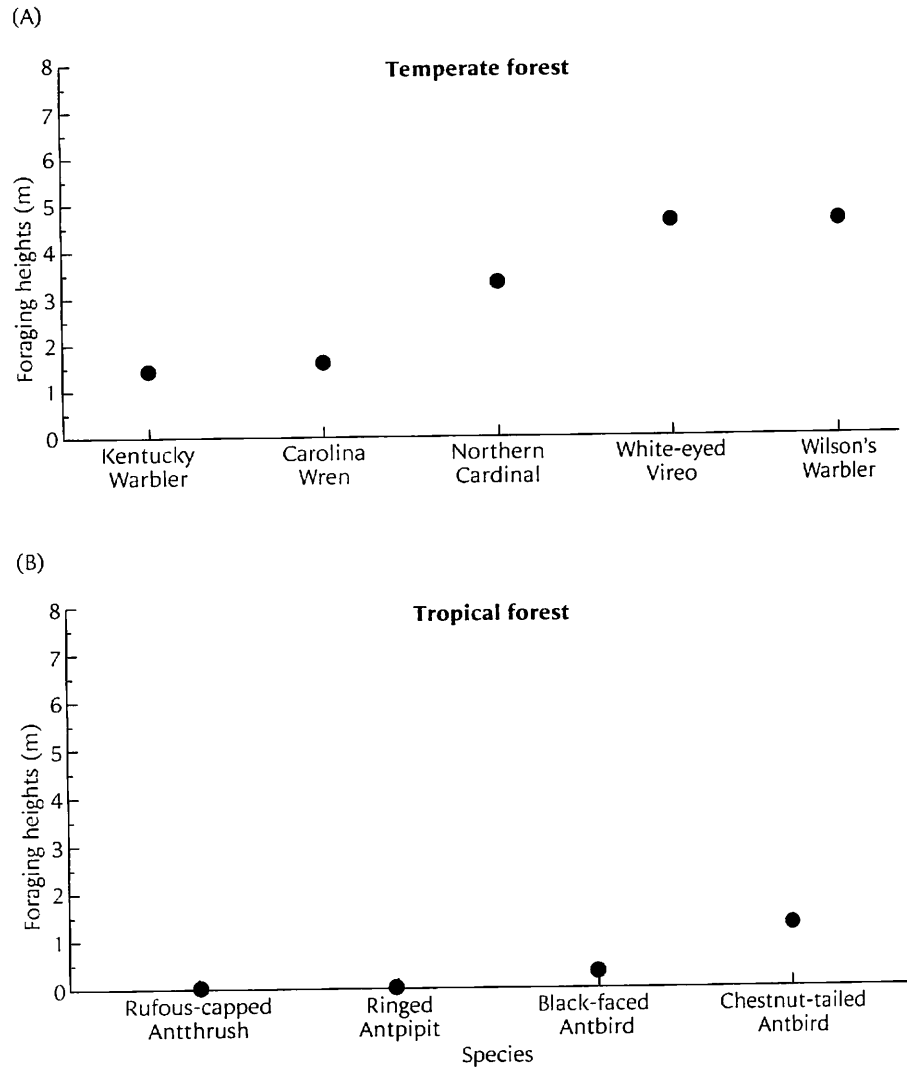 (A)
Temperate forest
Foraging heights (m)
8
7
6
5
4
3
2
1
0
Kentucky Warbler
Carolina Wren
Northern Cardinal
White-eyed Vireo
Wilson's Warbler
(B)
Tropical forest
Foraging heights (m)
8
7
6
5
4
3
2
1
0
Rufous-capped Antthrush
Ringed Antpipit
Black-faced Antbird
Chestnut-tailed Antbird
Species